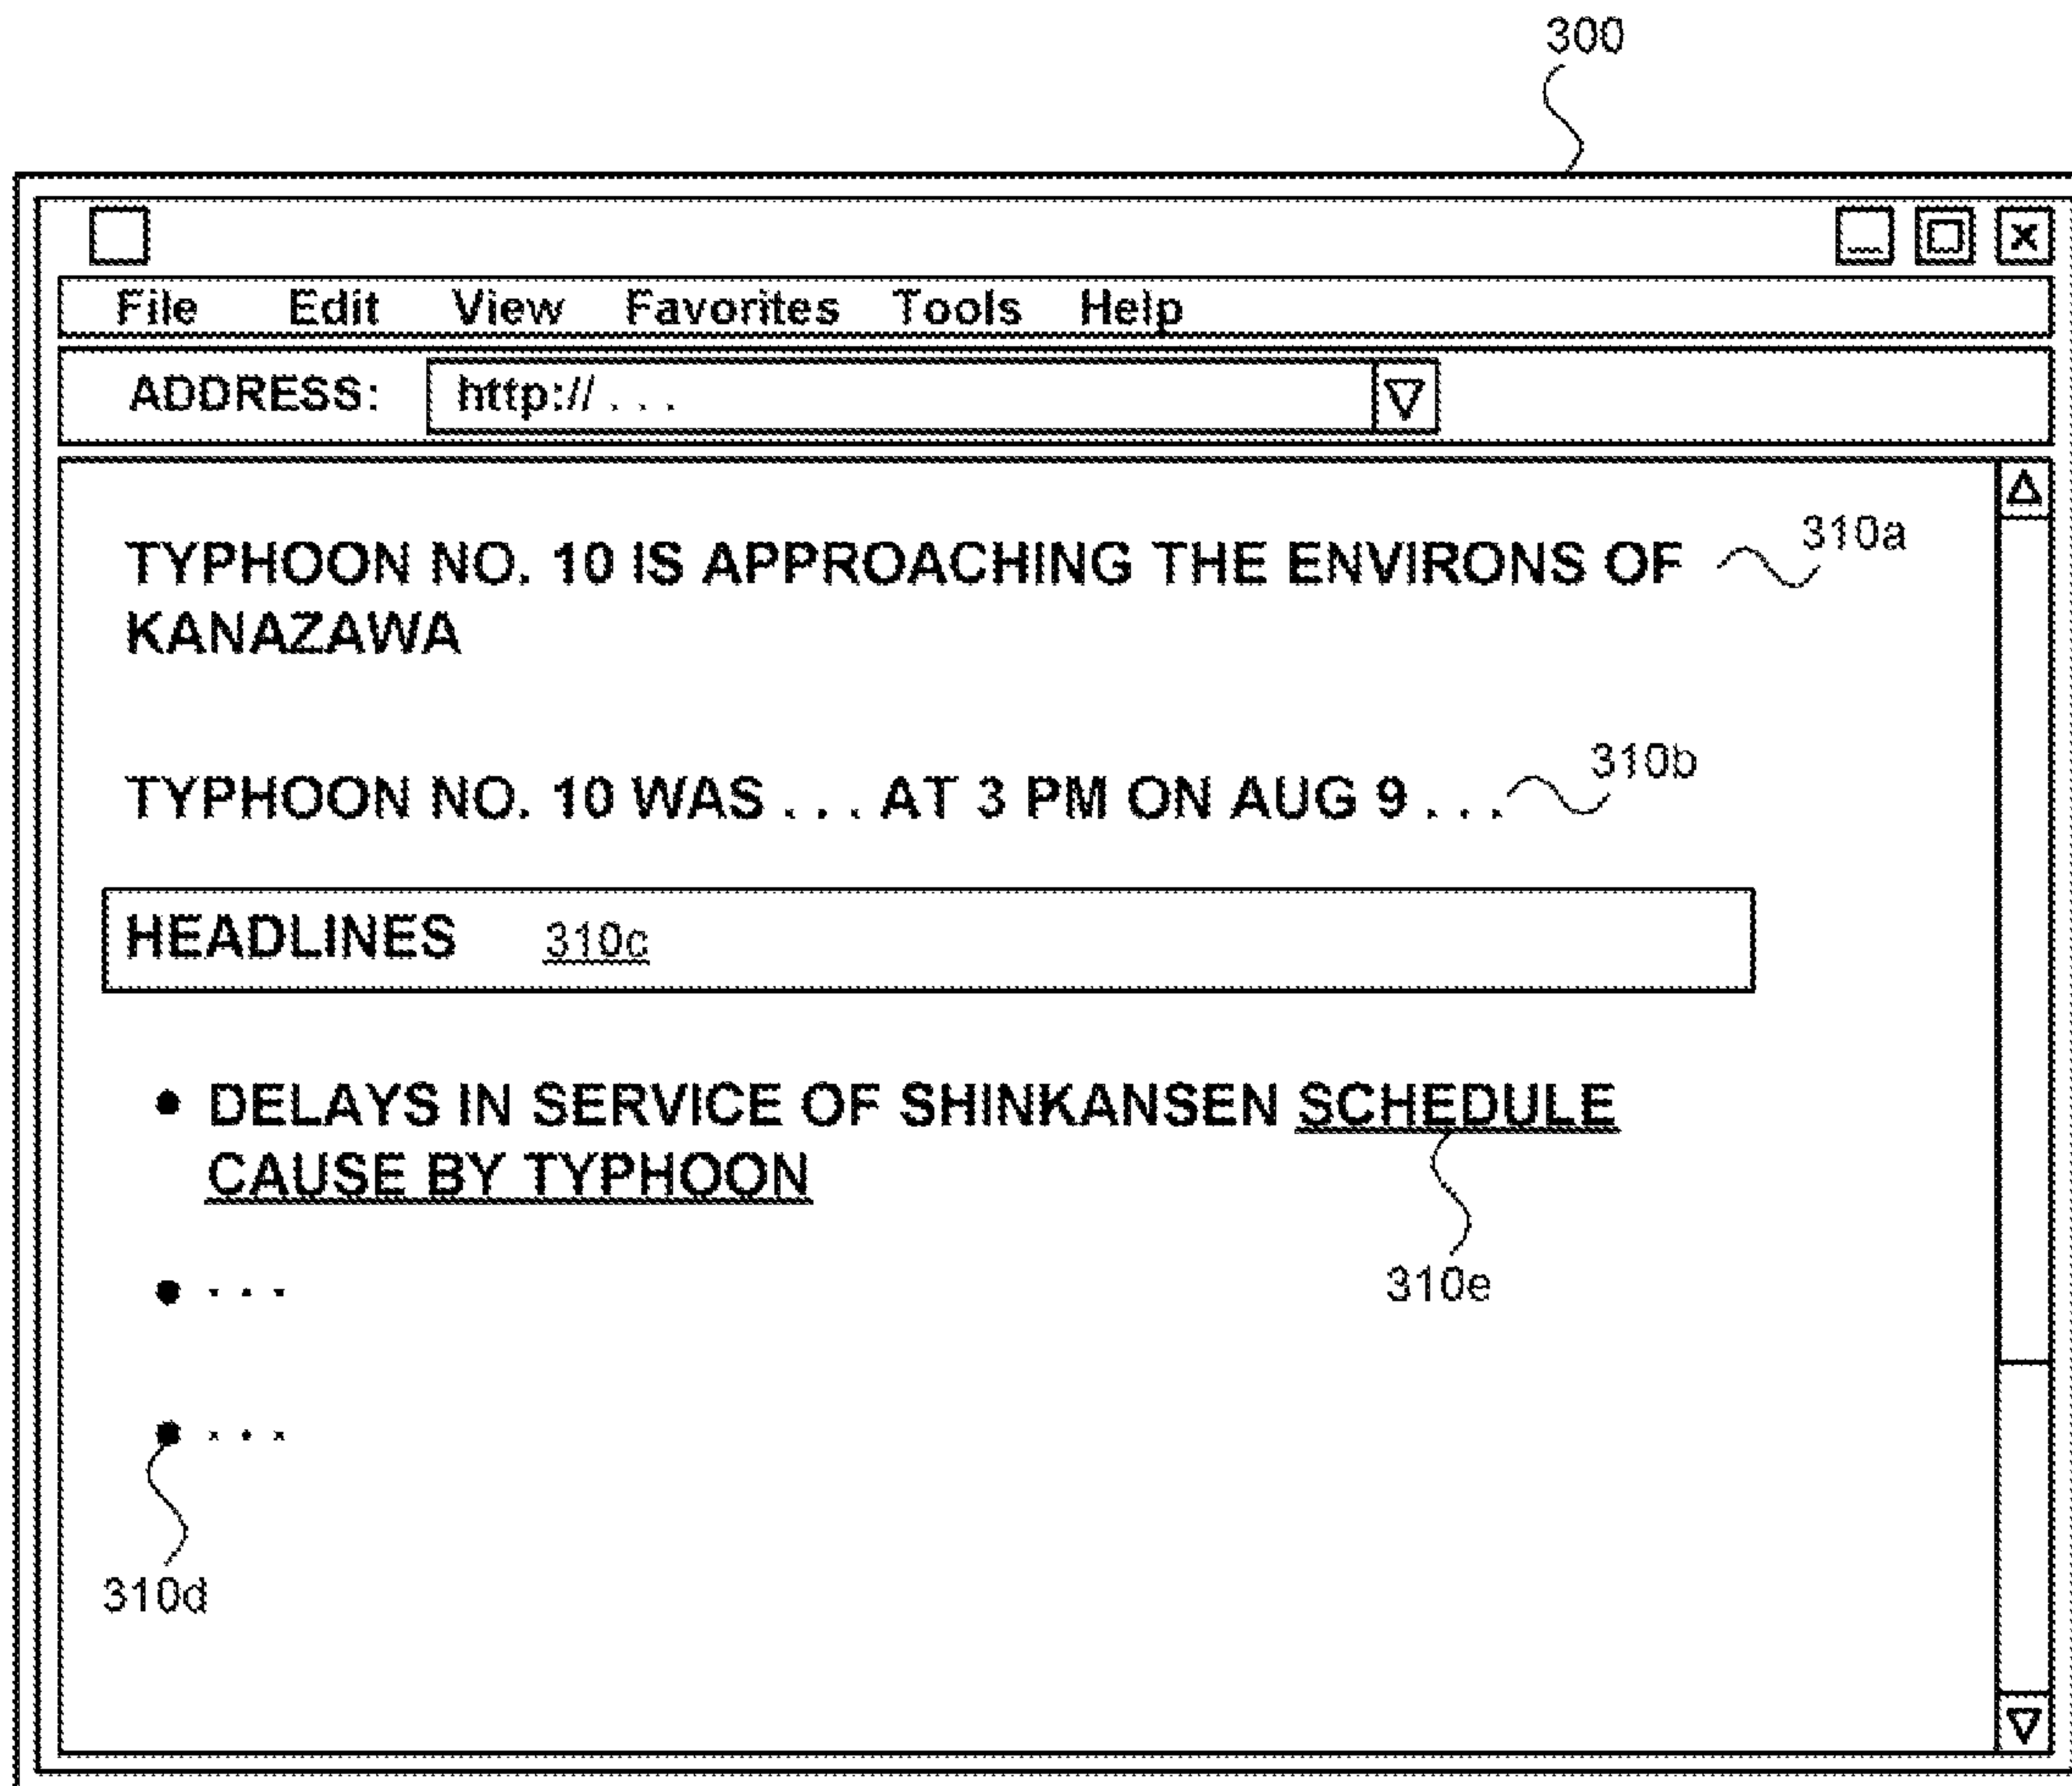 300
File Edit View Favorites Tools Help
ADDRESS: http:// . . .
TYPHOON NO. 10 IS APPROACHING THE ENVIRONS OF 310a
KANAZAWA
TYPHOON NO. 10 WAS . . . AT 3 PM ON AUG 9 . . . 310b
HEADLINES 310c
• DELAYS IN SERVICE OF SHINKANSEN SCHEDULE
CAUSE BY TYPHOON
310e
• . . .
• . . .
310d